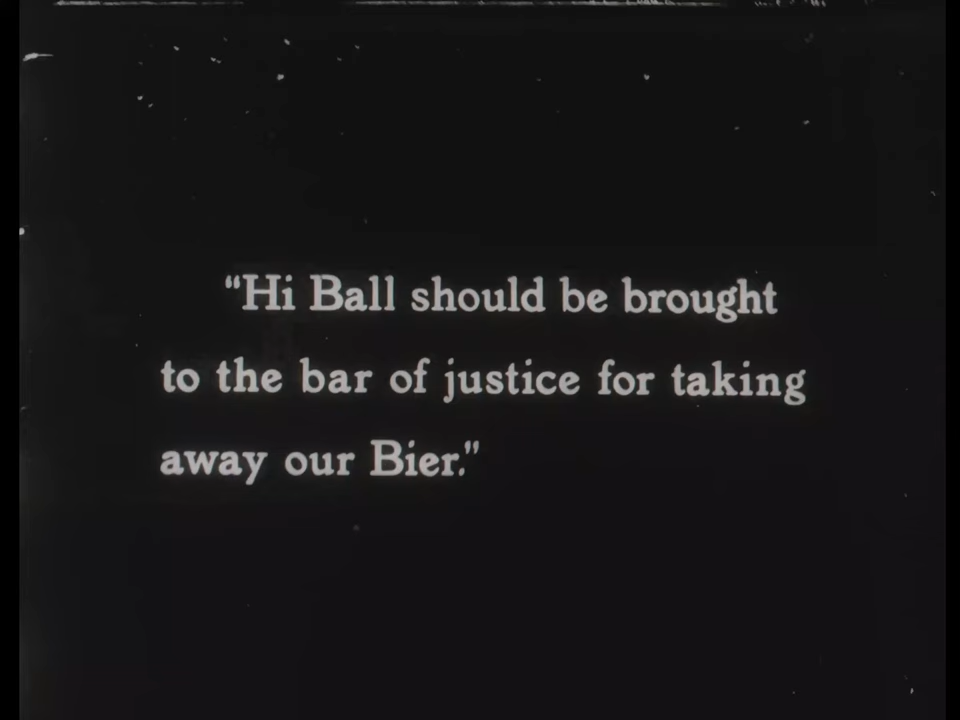 “Hi Ball should be brought
to the bar of justice for taking
away our Bier.”